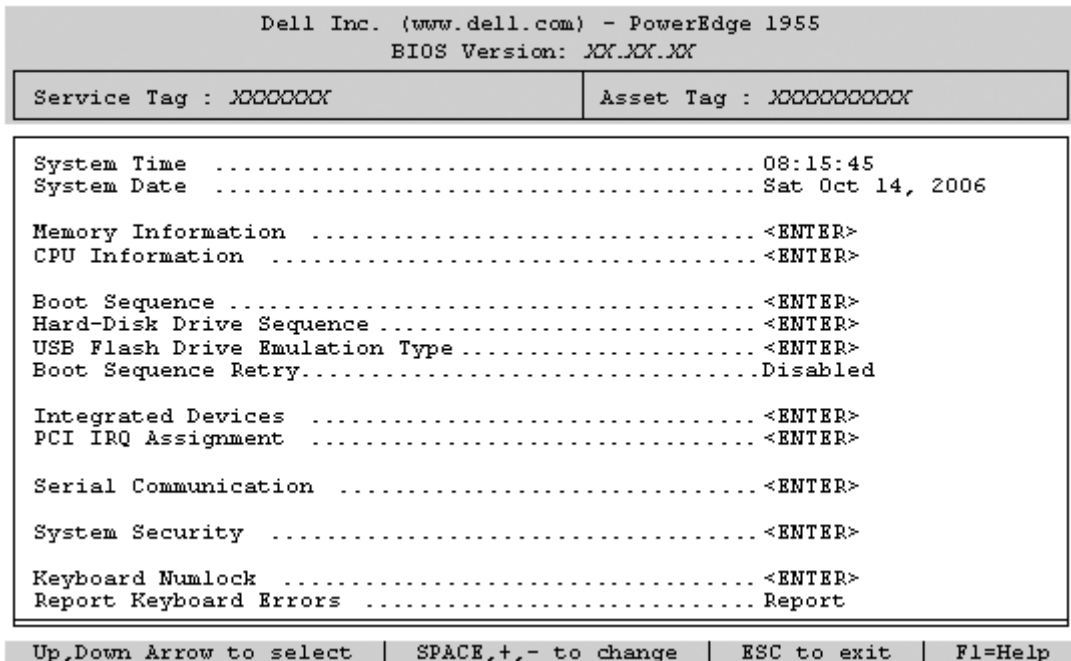 Dell Inc. (www.dell.com) - PowerEdge 1955
BIOS Version: XX.XX.XX
Service Tag : XXXXXXX | Asset Tag : XXXXXXXXXX
System Time ........................................ 08:15:45
System Date ........................................ Sat Oct 14, 2006
Memory Information ................................. <ENTER>
CPU Information .................................... <ENTER>
Boot Sequence ....................................... <ENTER>
Hard-Disk Drive Sequence ............................ <ENTER>
USB Flash Drive Emulation Type ...................... <ENTER>
Boot Sequence Retry..................................Disabled
Integrated Devices ................................. <ENTER>
PCI IRQ Assignment ................................. <ENTER>
Serial Communication ............................... <ENTER>
System Security .................................... <ENTER>
Keyboard Numlock ................................... <ENTER>
Report Keyboard Errors ............................. Report
Up,Down Arrow to select | SPACE,+,- to change | ESC to exit | F1=Help